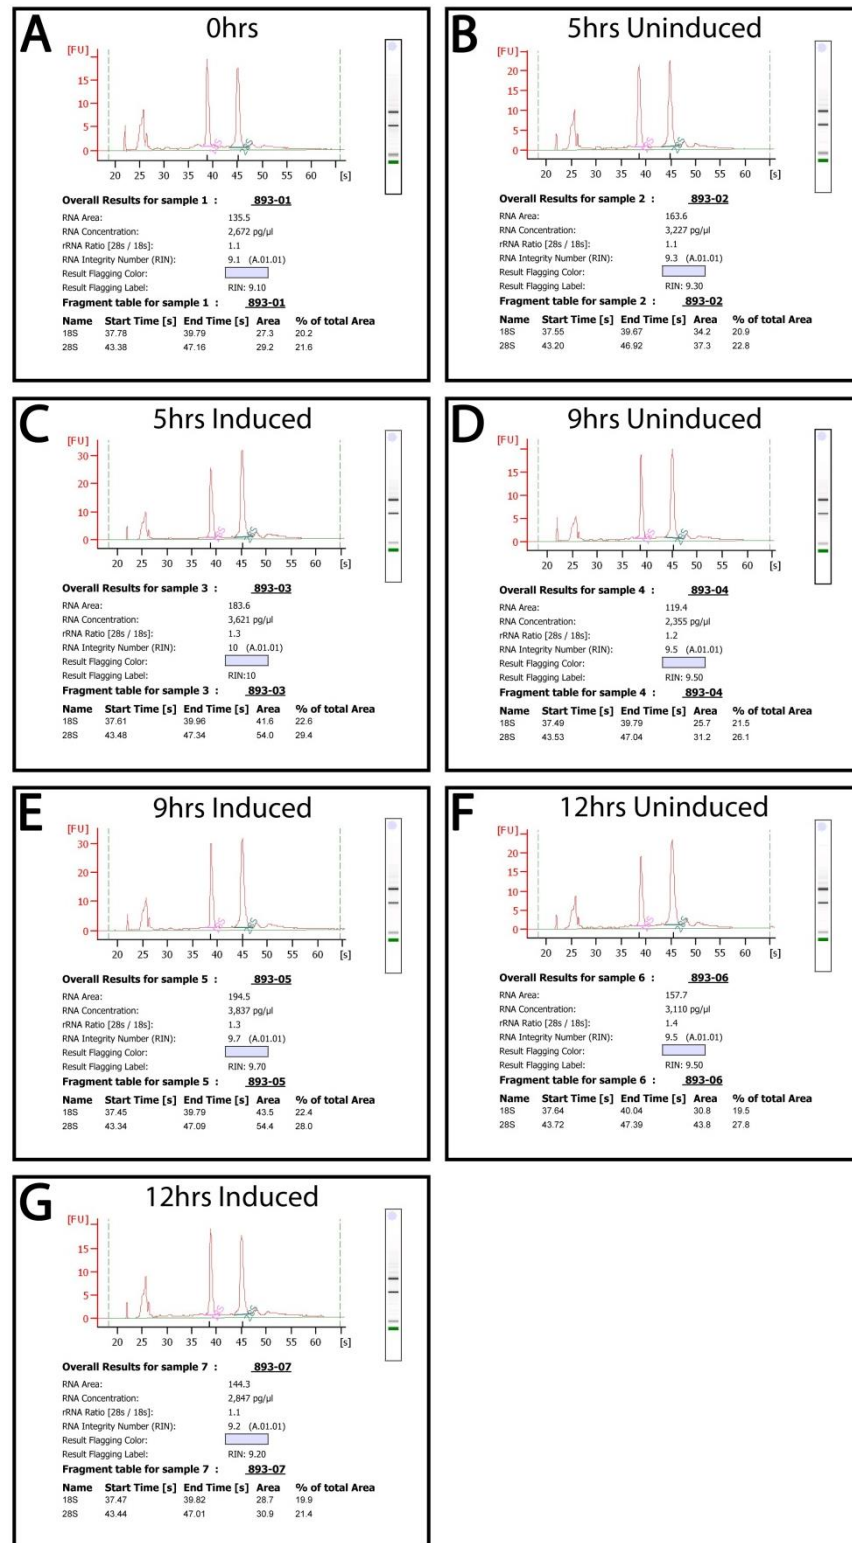 A
0hrs
[FU]
15
10
5
0
20 25 30 35 40 45 50 55 60 [s]
Overall Results for sample 1 : 893-01
RNA Area: 135.5
RNA Concentration: 2,672 pg/µl
rRNA Ratio [28s / 18s]: 1.1
RNA Integrity Number (RIN): 9.1 (A.01.01)
Result Flagging Color:
Result Flagging Label: RIN: 9.10
Fragment table for sample 1 : 893-01
Name Start Time [s] End Time [s] Area % of total Area
18S 37.78 39.79 27.3 20.2
28S 43.38 47.16 29.2 21.6
B
5hrs Uninduced
[FU]
20
15
10
5
0
20 25 30 35 40 45 50 55 60 [s]
Overall Results for sample 2 : 893-02
RNA Area: 163.6
RNA Concentration: 3,227 pg/µl
rRNA Ratio [28s / 18s]: 1.1
RNA Integrity Number (RIN): 9.3 (A.01.01)
Result Flagging Color:
Result Flagging Label: RIN: 9.30
Fragment table for sample 2 : 893-02
Name Start Time [s] End Time [s] Area % of total Area
18S 37.55 39.67 34.2 20.9
28S 43.20 46.92 37.3 22.8
C
5hrs Induced
[FU]
30
20
10
0
20 25 30 35 40 45 50 55 60 [s]
Overall Results for sample 3 : 893-03
RNA Area: 183.6
RNA Concentration: 3,621 pg/µl
rRNA Ratio [28s / 18s]: 1.3
RNA Integrity Number (RIN): 10 (A.01.01)
Result Flagging Color:
Result Flagging Label: RIN:10
Fragment table for sample 3 : 893-03
Name Start Time [s] End Time [s] Area % of total Area
18S 37.61 39.96 41.6 22.6
28S 43.48 47.34 54.0 29.4
D
9hrs Uninduced
[FU]
15
10
5
0
20 25 30 35 40 45 50 55 60 [s]
Overall Results for sample 4 : 893-04
RNA Area: 119.4
RNA Concentration: 2,355 pg/µl
rRNA Ratio [28s / 18s]: 1.2
RNA Integrity Number (RIN): 9.5 (A.01.01)
Result Flagging Color:
Result Flagging Label: RIN: 9.50
Fragment table for sample 4 : 893-04
Name Start Time [s] End Time [s] Area % of total Area
18S 37.49 39.79 25.7 21.5
28S 43.53 47.04 31.2 26.1
E
9hrs Induced
[FU]
30
20
10
0
20 25 30 35 40 45 50 55 60 [s]
Overall Results for sample 5 : 893-05
RNA Area: 194.5
RNA Concentration: 3,837 pg/µl
rRNA Ratio [28s / 18s]: 1.3
RNA Integrity Number (RIN): 9.7 (A.01.01)
Result Flagging Color:
Result Flagging Label: RIN: 9.70
Fragment table for sample 5 : 893-05
Name Start Time [s] End Time [s] Area % of total Area
18S 37.45 39.79 43.5 22.4
28S 43.34 47.09 54.4 28.0
F
12hrs Uninduced
[FU]
20
15
10
5
0
20 25 30 35 40 45 50 55 60 [s]
Overall Results for sample 6 : 893-06
RNA Area: 157.7
RNA Concentration: 3,110 pg/µl
rRNA Ratio [28s / 18s]: 1.4
RNA Integrity Number (RIN): 9.5 (A.01.01)
Result Flagging Color:
Result Flagging Label: RIN: 9.50
Fragment table for sample 6 : 893-06
Name Start Time [s] End Time [s] Area % of total Area
18S 37.64 40.04 30.8 19.5
28S 43.72 47.39 43.8 27.8
G
12hrs Induced
[FU]
15
10
5
0
20 25 30 35 40 45 50 55 60 [s]
Overall Results for sample 7 : 893-07
RNA Area: 144.3
RNA Concentration: 2,847 pg/µl
rRNA Ratio [28s / 18s]: 1.1
RNA Integrity Number (RIN): 9.2 (A.01.01)
Result Flagging Color:
Result Flagging Label: RIN: 9.20
Fragment table for sample 7 : 893-07
Name Start Time [s] End Time [s] Area % of total Area
18S 37.47 39.82 28.7 19.9
28S 43.44 47.01 30.9 21.4